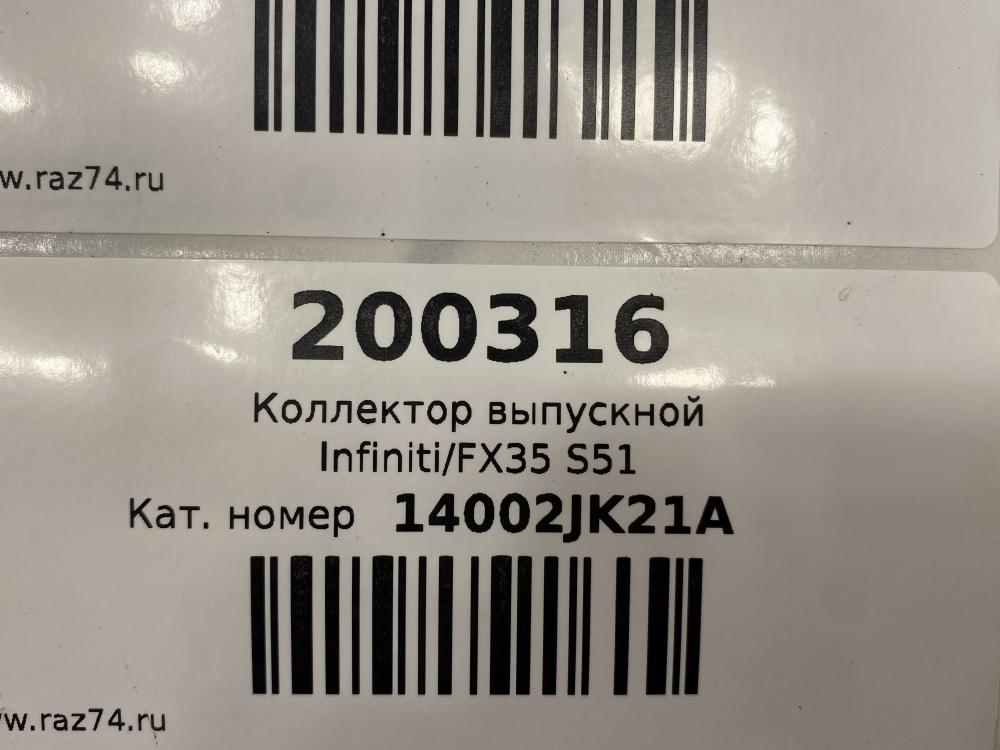 w.raz74.ru
200316
Коллектор выпускной
Infiniti/FX35 S51
Кат. номер 14002JK21A
w.raz74.ru